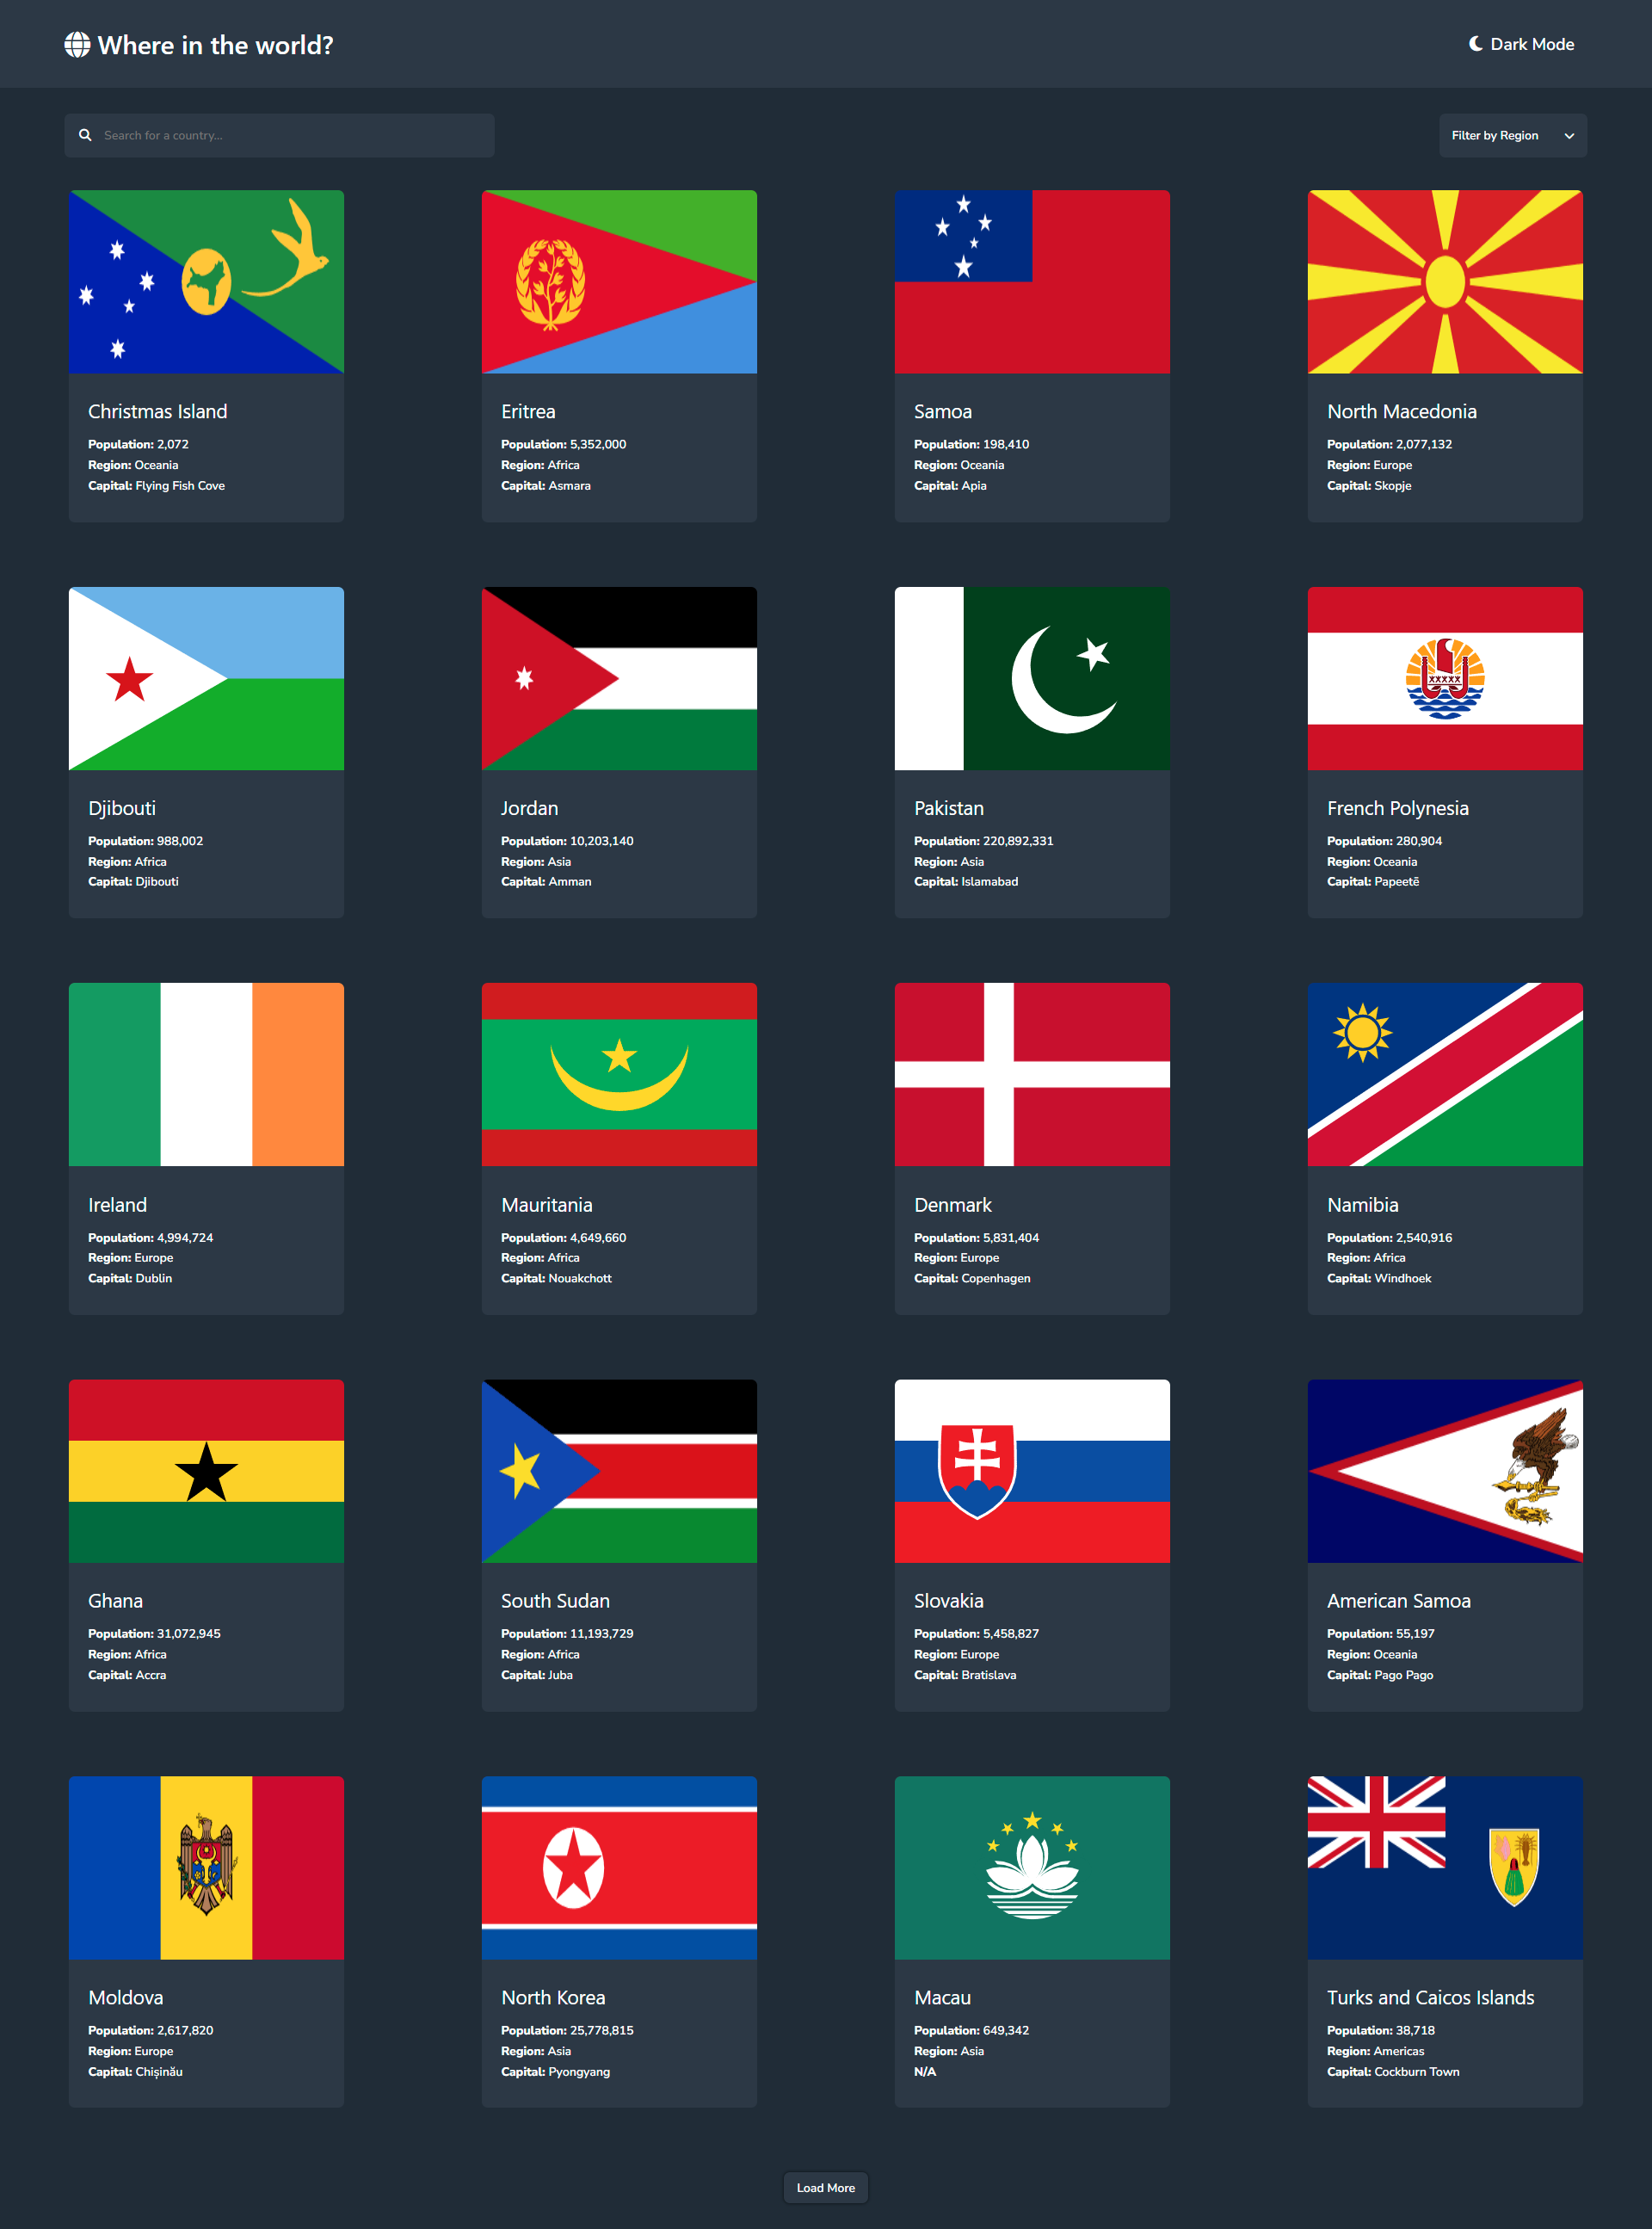 Where in the world?
Dark Mode
Search for a country...
Filter by Region
Christmas Island
Population: 2,072
Region: Oceania
Capital: Flying Fish Cove
Eritrea
Population: 5,352,000
Region: Africa
Capital: Asmara
Samoa
Population: 198,410
Region: Oceania
Capital: Apia
North Macedonia
Population: 2,077,132
Region: Europe
Capital: Skopje
Djibouti
Population: 988,002
Region: Africa
Capital: Djibouti
Jordan
Population: 10,203,140
Region: Asia
Capital: Amman
Pakistan
Population: 220,892,331
Region: Asia
Capital: Islamabad
French Polynesia
Population: 280,904
Region: Oceania
Capital: Papeetē
Ireland
Population: 4,994,724
Region: Europe
Capital: Dublin
Mauritania
Population: 4,649,660
Region: Africa
Capital: Nouakchott
Denmark
Population: 5,831,404
Region: Europe
Capital: Copenhagen
Namibia
Population: 2,540,916
Region: Africa
Capital: Windhoek
Ghana
Population: 31,072,945
Region: Africa
Capital: Accra
South Sudan
Population: 11,193,729
Region: Africa
Capital: Juba
Slovakia
Population: 5,458,827
Region: Europe
Capital: Bratislava
American Samoa
Population: 55,197
Region: Oceania
Capital: Pago Pago
Moldova
Population: 2,617,820
Region: Europe
Capital: Chișinău
North Korea
Population: 25,778,815
Region: Asia
Capital: Pyongyang
Macau
Population: 649,342
Region: Asia
N/A
Turks and Caicos Islands
Population: 38,718
Region: Americas
Capital: Cockburn Town
Load More